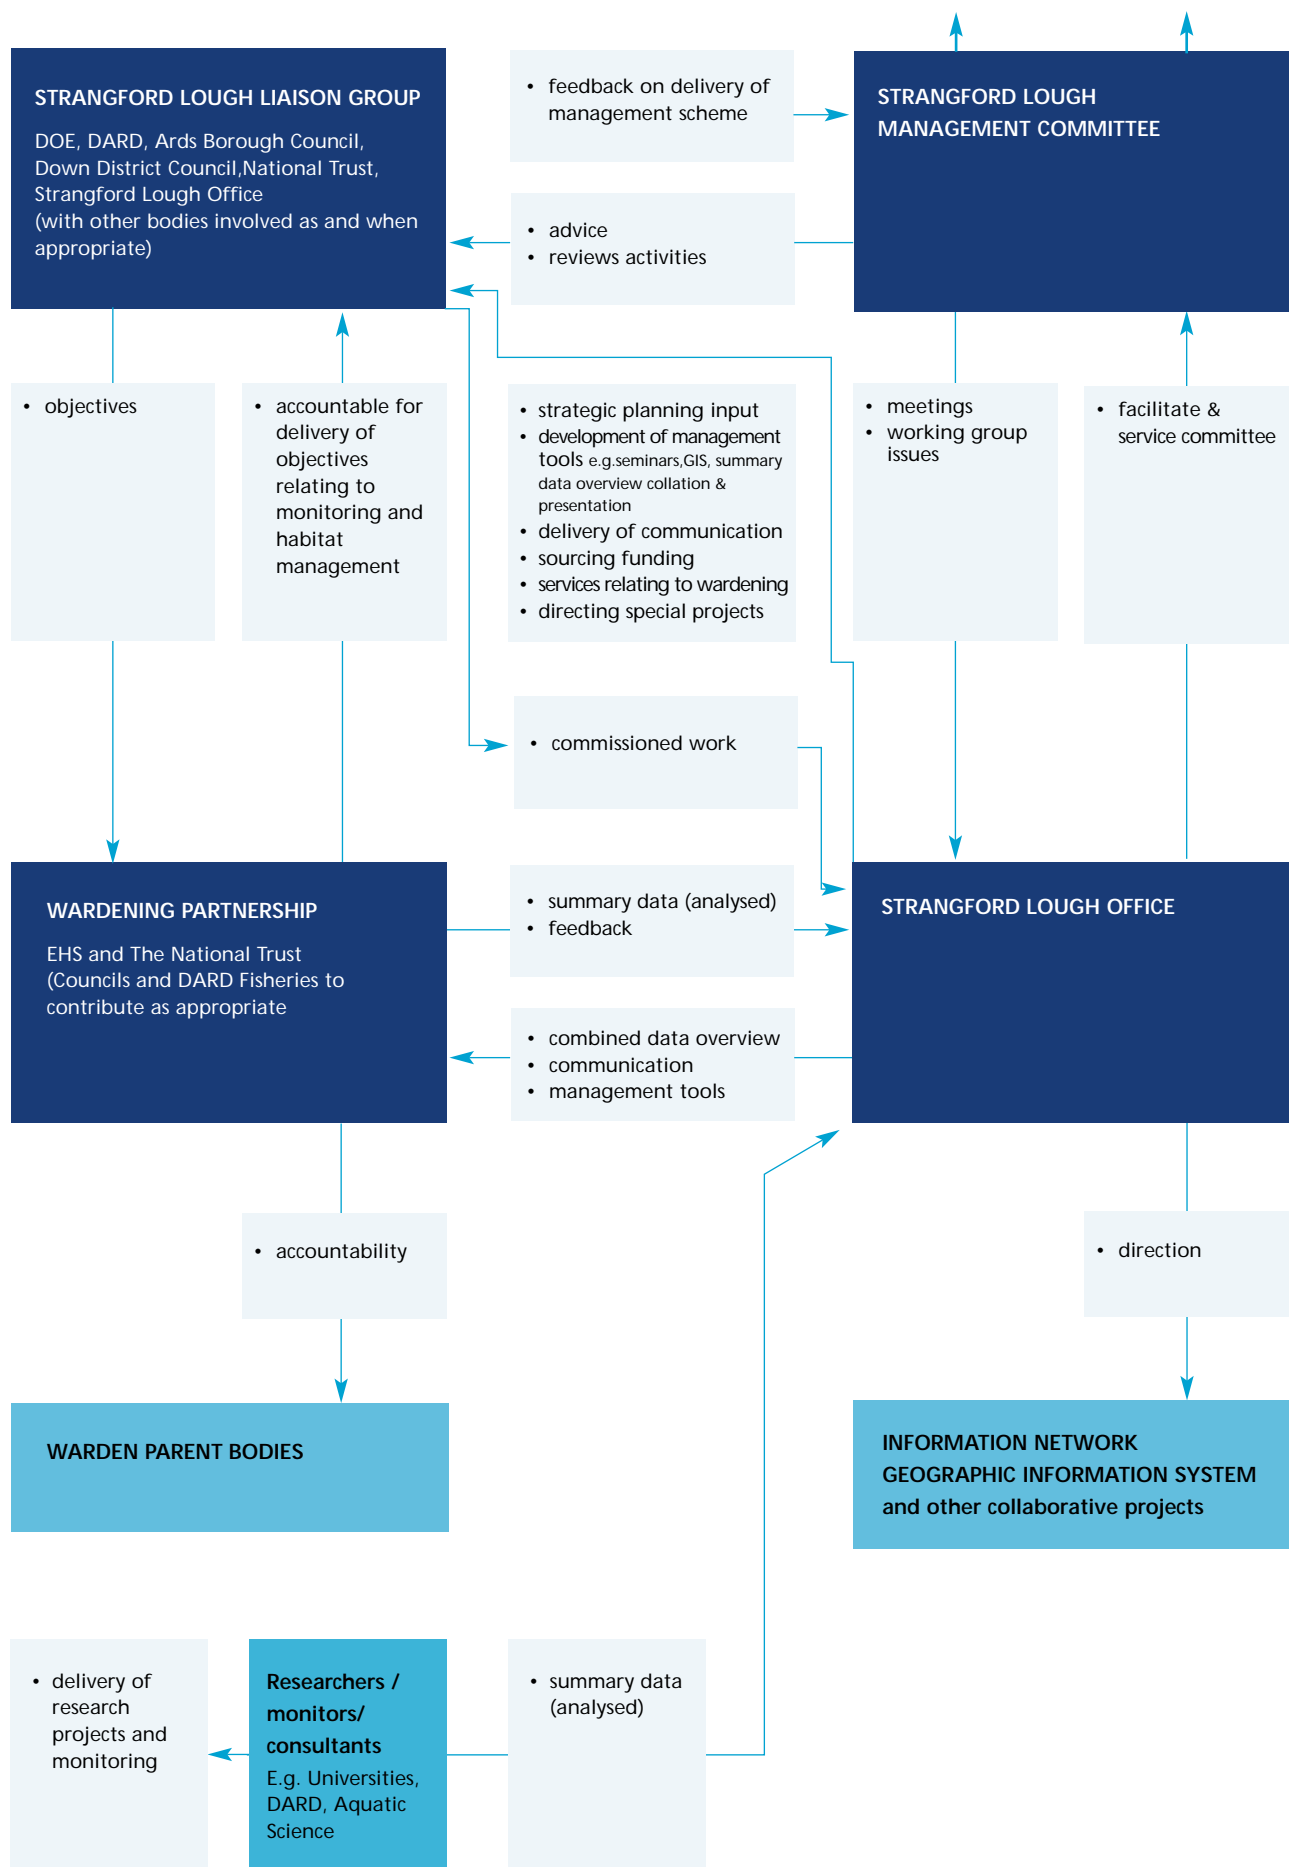 STRANGFORD LOUGH LIAISON GROUP
DOE, DARD, Ards Borough Council,
Down District Council,National Trust,
Strangford Lough Office
(with other bodies involved as and when
appropriate)
• feedback on delivery of
management scheme
STRANGFORD LOUGH
MANAGEMENT COMMITTEE
• advice
• reviews activities
• objectives
• accountable for
delivery of
objectives
relating to
monitoring and
habitat
management
• strategic planning input
• development of management
tools e.g.seminars,GIS, summary
data overview collation &
presentation
• delivery of communication
• sourcing funding
• services relating to wardening
• directing special projects
• meetings
• working group
issues
• facilitate &
service committee
• commissioned work
WARDENING PARTNERSHIP
EHS and The National Trust
(Councils and DARD Fisheries to
contribute as appropriate
• summary data (analysed)
• feedback
STRANGFORD LOUGH OFFICE
• combined data overview
• communication
• management tools
• accountability
• direction
WARDEN PARENT BODIES
INFORMATION NETWORK
GEOGRAPHIC INFORMATION SYSTEM
and other collaborative projects
• delivery of
research
projects and
monitoring
Researchers /
monitors/
consultants
E.g. Universities,
DARD, Aquatic
Science
• summary data
(analysed)